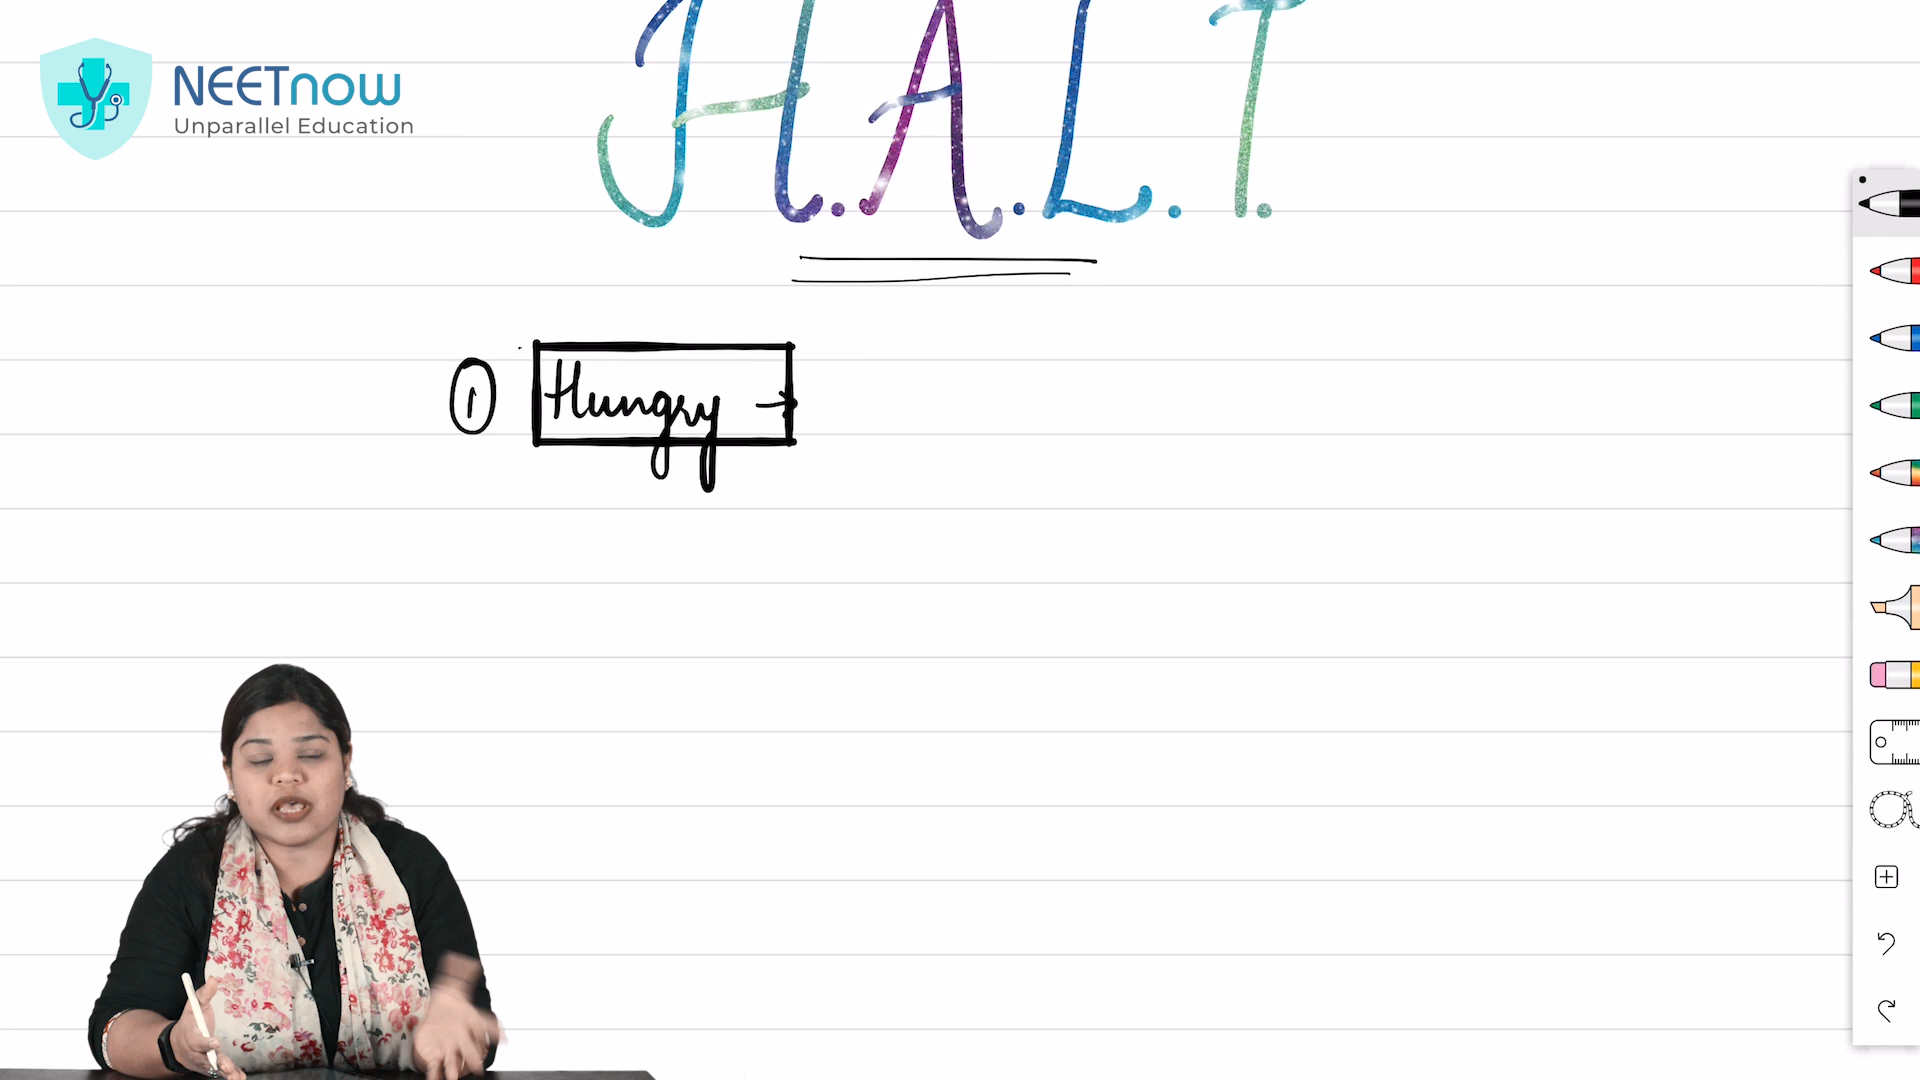 H.A.L.T.
NEETnow
Unparallel Education
① Hungry →